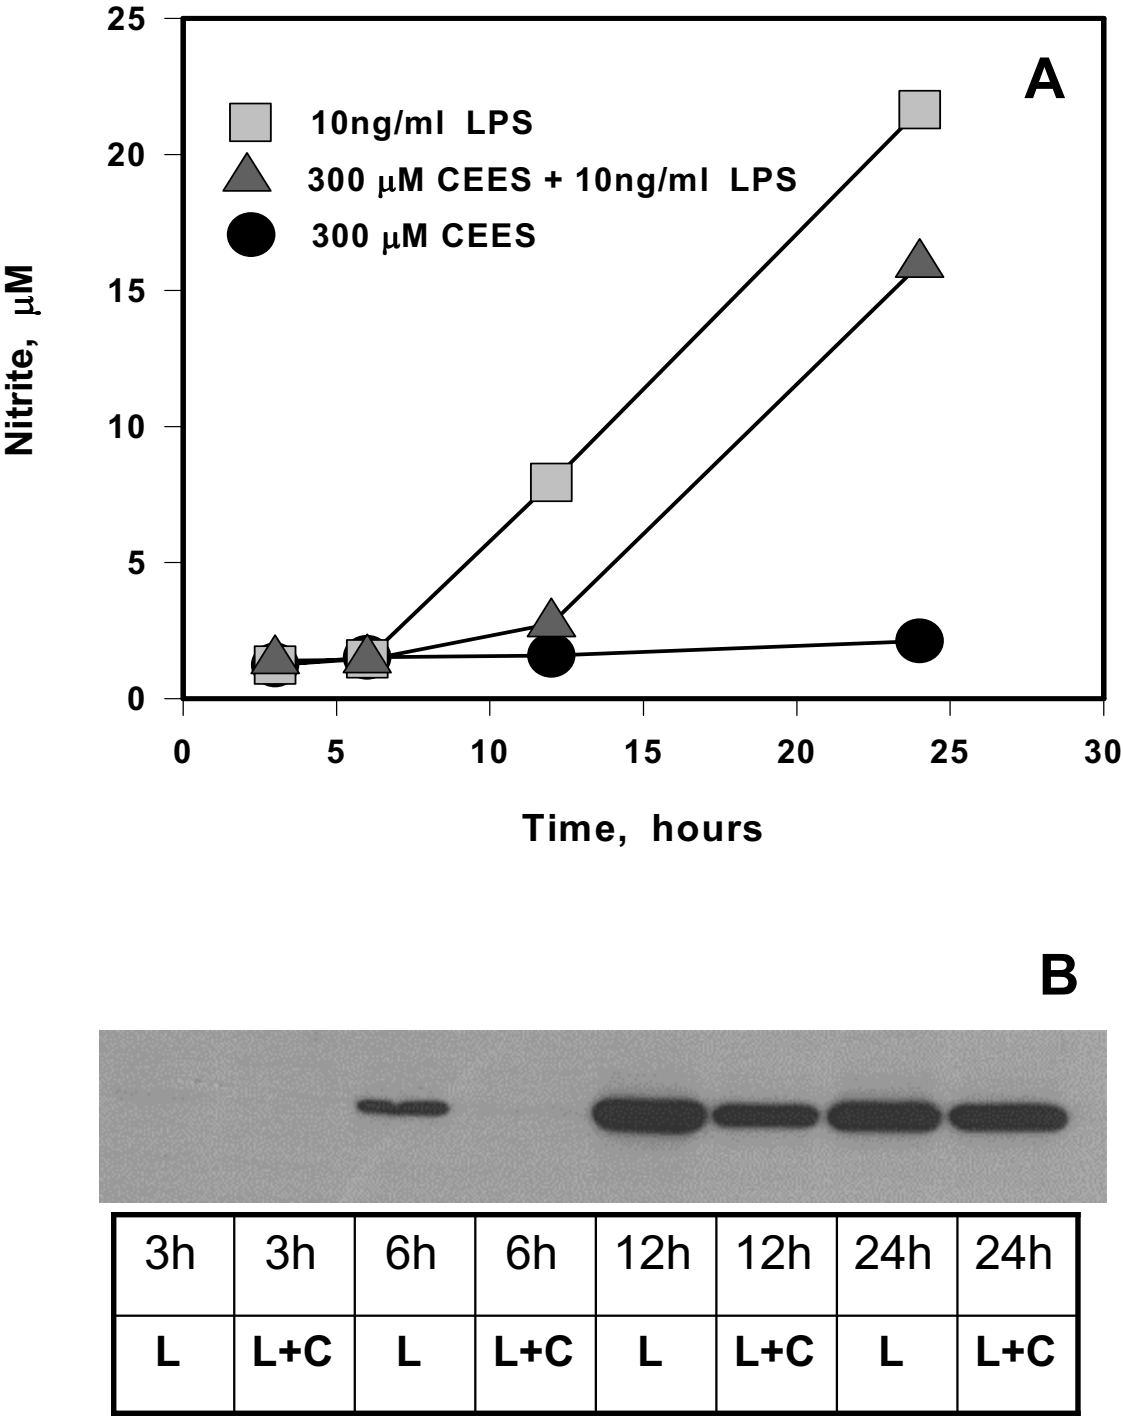 25
A
10ng/ml LPS
20
300 μM CEES + 10ng/ml LPS
300 μM CEES
15
Nitrite, μM
10
5
0
0 5 10 15 20 25 30
Time, hours
B
3h 3h 6h 6h 12h 12h 24h 24h
L L+C L L+C L L+C L L+C